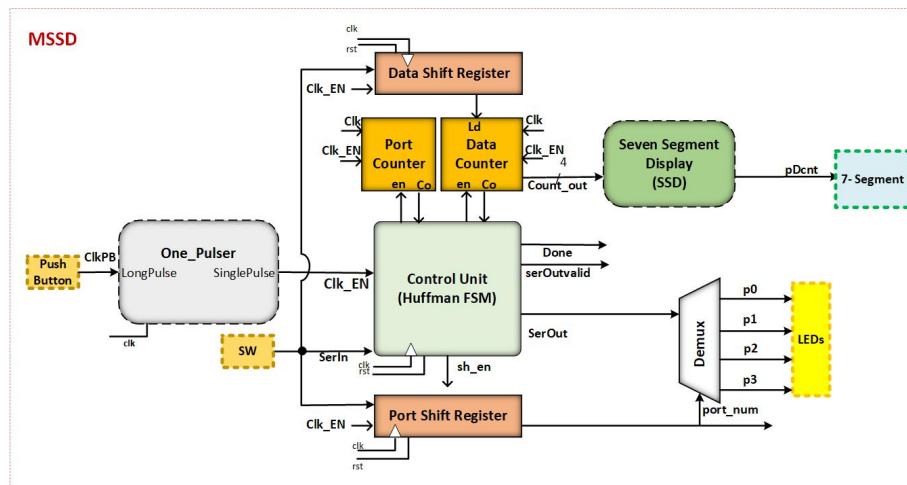 MSSD
clk
rst
Data Shift Register
Clk_EN
Clk
Clk_EN
Port
Counter
en Co
Ld
Data
Counter
en Co
Clk
Clk_EN
4
Count_out
Seven Segment
Display
(SSD)
pDcnt
7- Segment
Push
Button
ClkPB
One_Pulser
LongPulse SinglePulse
clk
Clk_EN
Control Unit
(Huffman FSM)
Done
serOutvalid
SerOut
SW
SerIn
clk
rst
sh_en
Demux
p0
p1
p2
p3
LEDs
Clk_EN
Port Shift Register
port_num
clk
rst